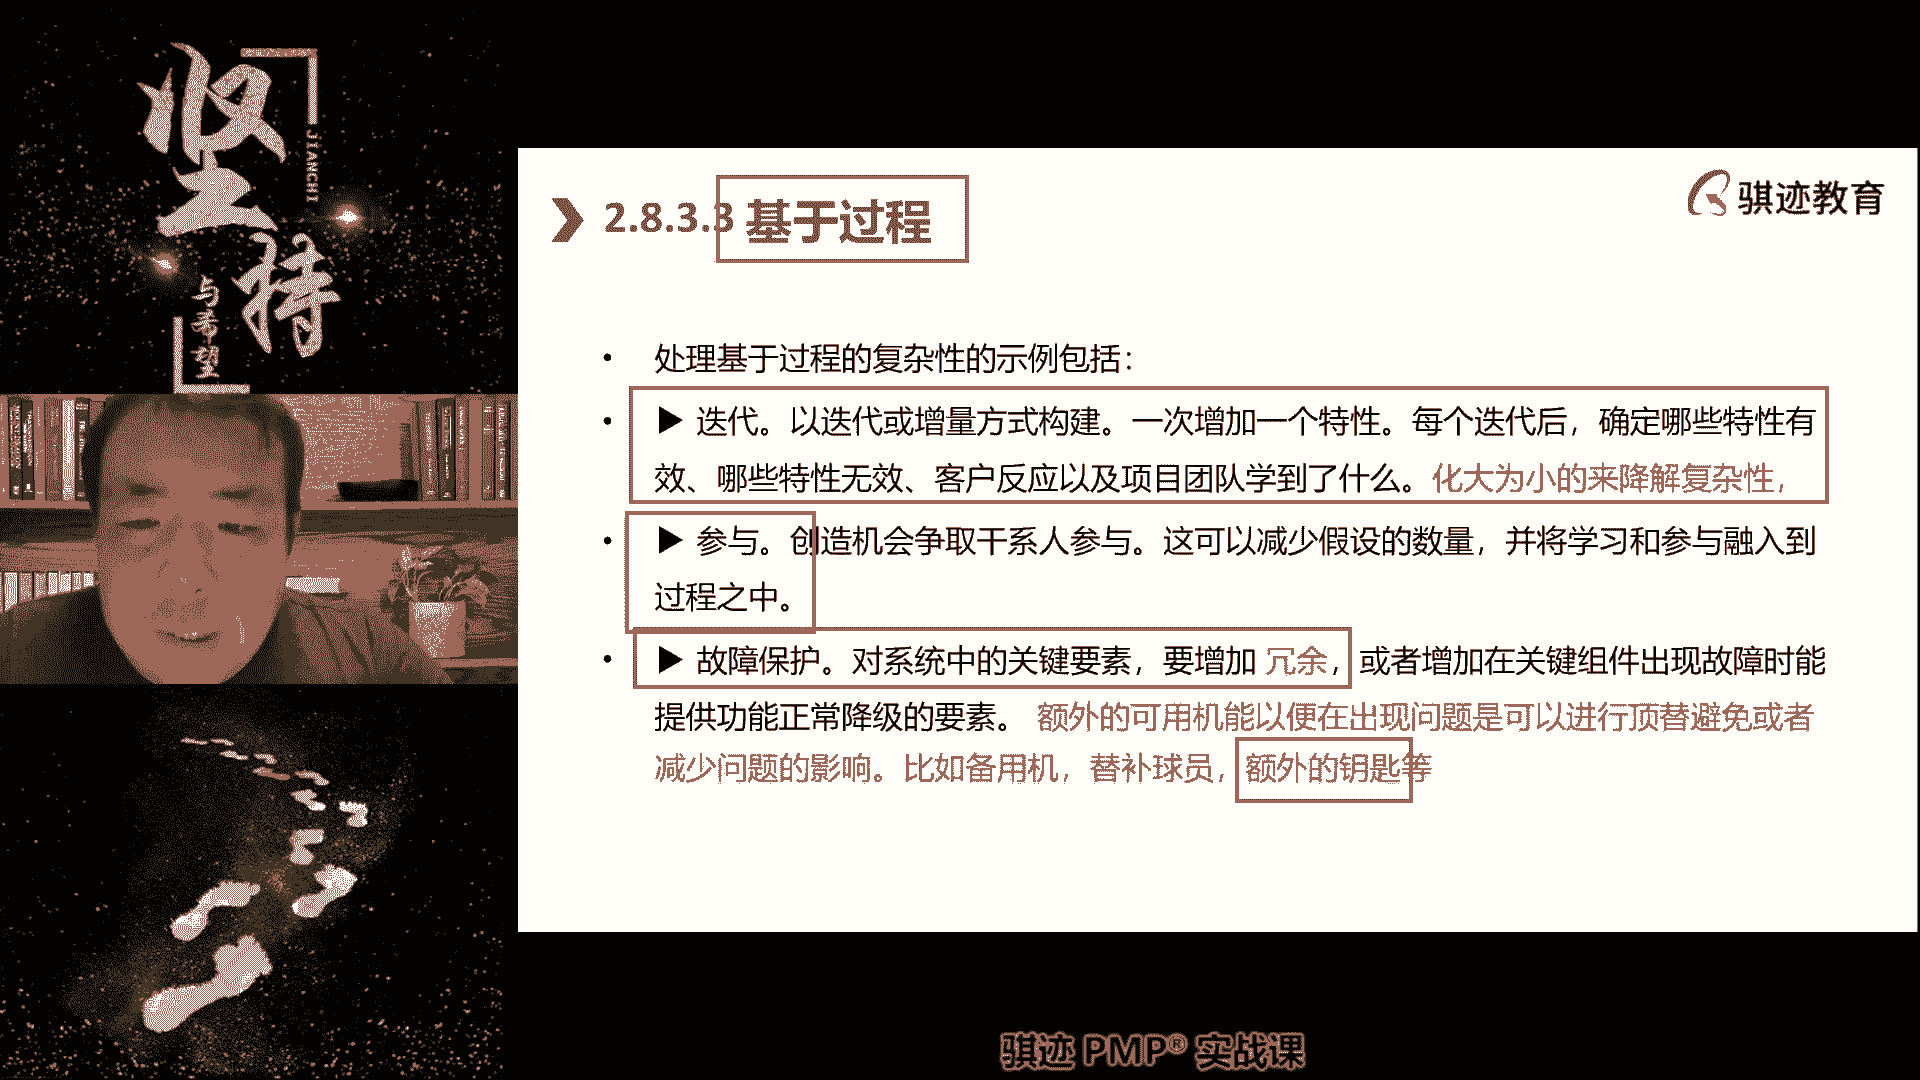 坚持
JIANCHI
与希望
2.8.3.3 基于过程
骐迹教育
• 处理基于过程的复杂性的示例包括：
• ▶ 迭代。以迭代或增量方式构建。一次增加一个特性。每个迭代后，确定哪些特性有
效、哪些特性无效、客户反应以及项目团队学到了什么。化大为小的来降解复杂性，
• ▶ 参与。创造机会争取干系人参与。这可以减少假设的数量，并将学习和参与融入到
过程之中。
• ▶ 故障保护。对系统中的关键要素，要增加 冗余，或者增加在关键组件出现故障时能
提供功能正常降级的要素。 额外的可用机能以便在出现问题是可以进行顶替避免或者
减少问题的影响。比如备用机，替补球员，额外的钥匙等
骐迹 PMP® 实战课